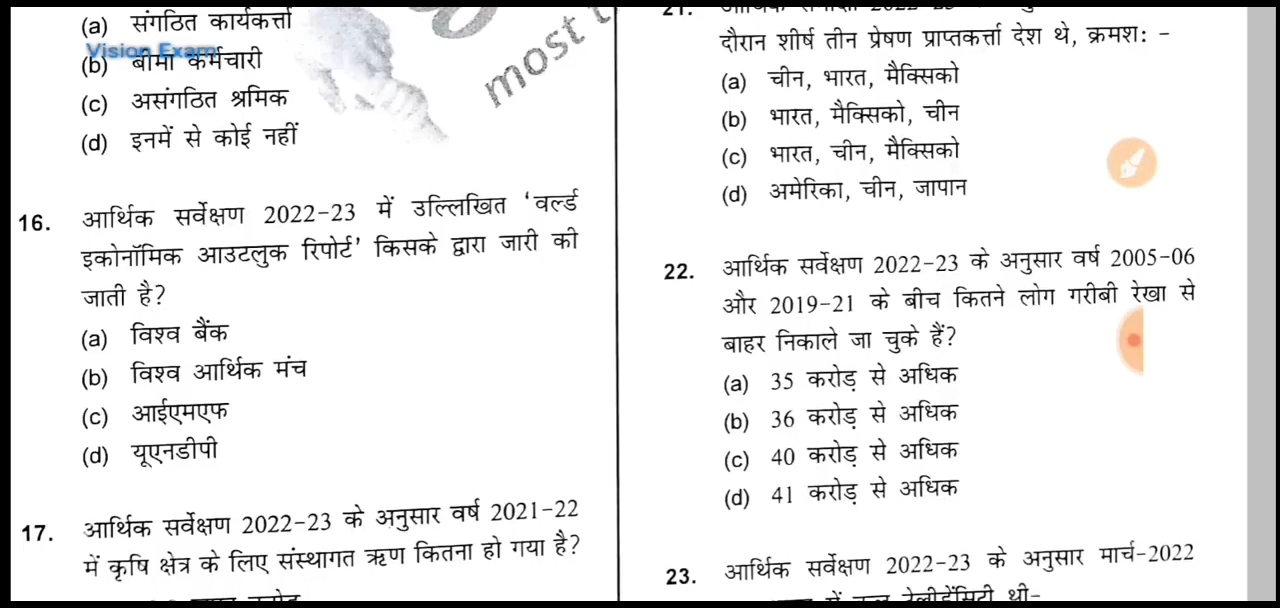 (a) संगठित कार्यकर्त्ता
Vision Exam
(b) बीमा कर्मचारी
(c) असंगठित श्रमिक
(d) इनमें से कोई नहीं
16. आर्थिक सर्वेक्षण 2022-23 में उल्लिखित ‘वर्ल्ड
इकोनॉमिक आउटलुक रिपोर्ट’ किसके द्वारा जारी की
जाती है?
(a) विश्व बैंक
(b) विश्व आर्थिक मंच
(c) आईएमएफ
(d) यूएनडीपी
17. आर्थिक सर्वेक्षण 2022-23 के अनुसार वर्ष 2021-22
में कृषि क्षेत्र के लिए संस्थागत ऋण कितना हो गया है?
most
21.
दौरान शीर्ष तीन प्रेषण प्राप्तकर्त्ता देश थे, क्रमशः -
(a) चीन, भारत, मैक्सिको
(b) भारत, मैक्सिको, चीन
(c) भारत, चीन, मैक्सिको
(d) अमेरिका, चीन, जापान
22. आर्थिक सर्वेक्षण 2022-23 के अनुसार वर्ष 2005-06
और 2019-21 के बीच कितने लोग गरीबी रेखा से
बाहर निकाले जा चुके हैं?
(a) 35 करोड़ से अधिक
(b) 36 करोड़ से अधिक
(c) 40 करोड़ से अधिक
(d) 41 करोड़ से अधिक
23. आर्थिक सर्वेक्षण 2022-23 के अनुसार मार्च-2022
में कुल टेलीडेंसिटी थी-